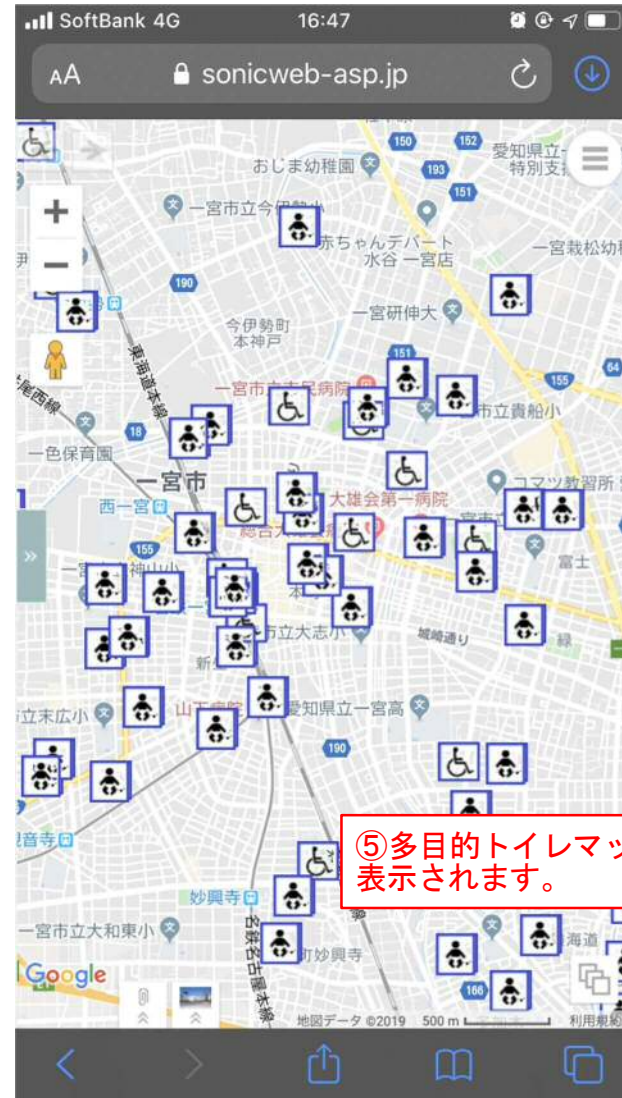 SoftBank 4G 16:47
AA sonicweb-asp.jp
150 152 愛知県立
おじま幼稚園 193 特別支
151
一宮市立今伊勢小
赤ちゃんデパート
水谷 一宮店
一宮栽松幼
190
今伊勢町
本神戸
一宮研伸大
東海道本線
151
尾西線
一宮市立市民病院 155 64
18 市立貴船小
一色保育園
一宮市
コマツ教習所
西一宮
大雄会第一病院
155
富士
市立大志小
城崎通り
緑
山下病院 愛知県立一宮高
市立末広小
190
観音寺
⑤多目的トイレマッ
表示されます。
妙興寺
一宮市立大和東小
名鉄名古屋本線
町妙興寺
海道
Google
166
地図データ ©2019 500 m 利用規約